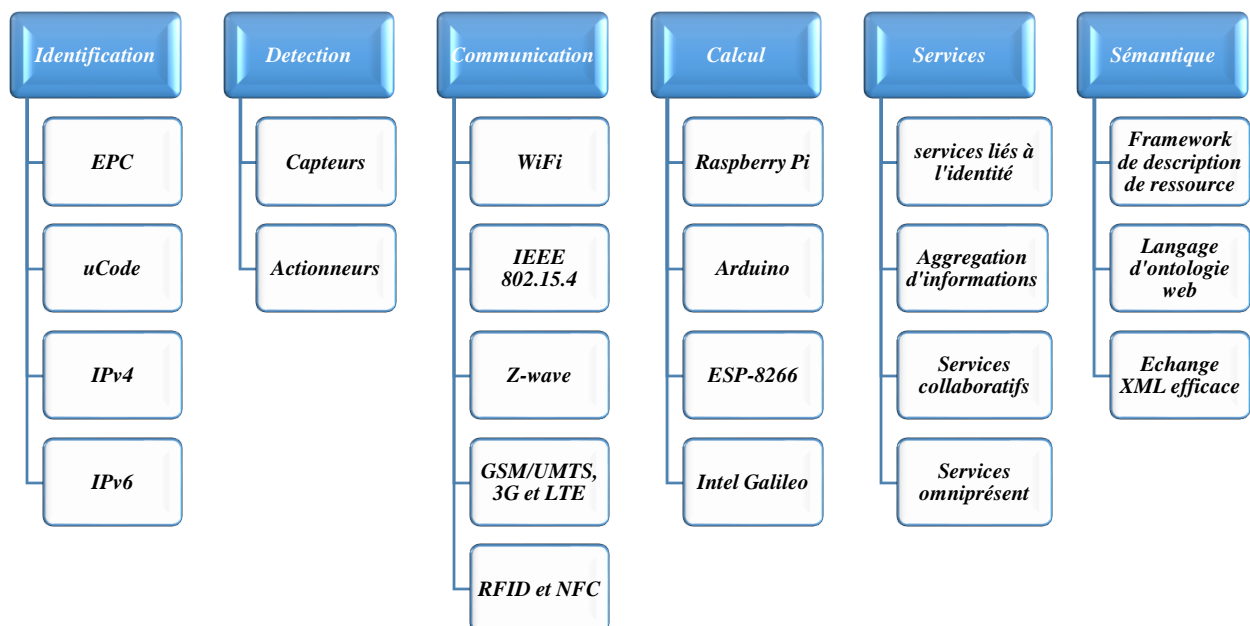 Identification
EPC
uCode
IPv4
IPv6
Detection
Capteurs
Actionneurs
Communication
WiFi
IEEE
802.15.4
Z-wave
GSM/UMTS,
3G et LTE
RFID et NFC
Calcul
Raspberry Pi
Arduino
ESP-8266
Intel Galileo
Services
services liés à
l'identité
Aggregation
d'informations
Services
collaboratifs
Services
omniprésent
Sémantique
Framework
de description
de ressource
Langage
d'ontologie
web
Echange
XML efficace